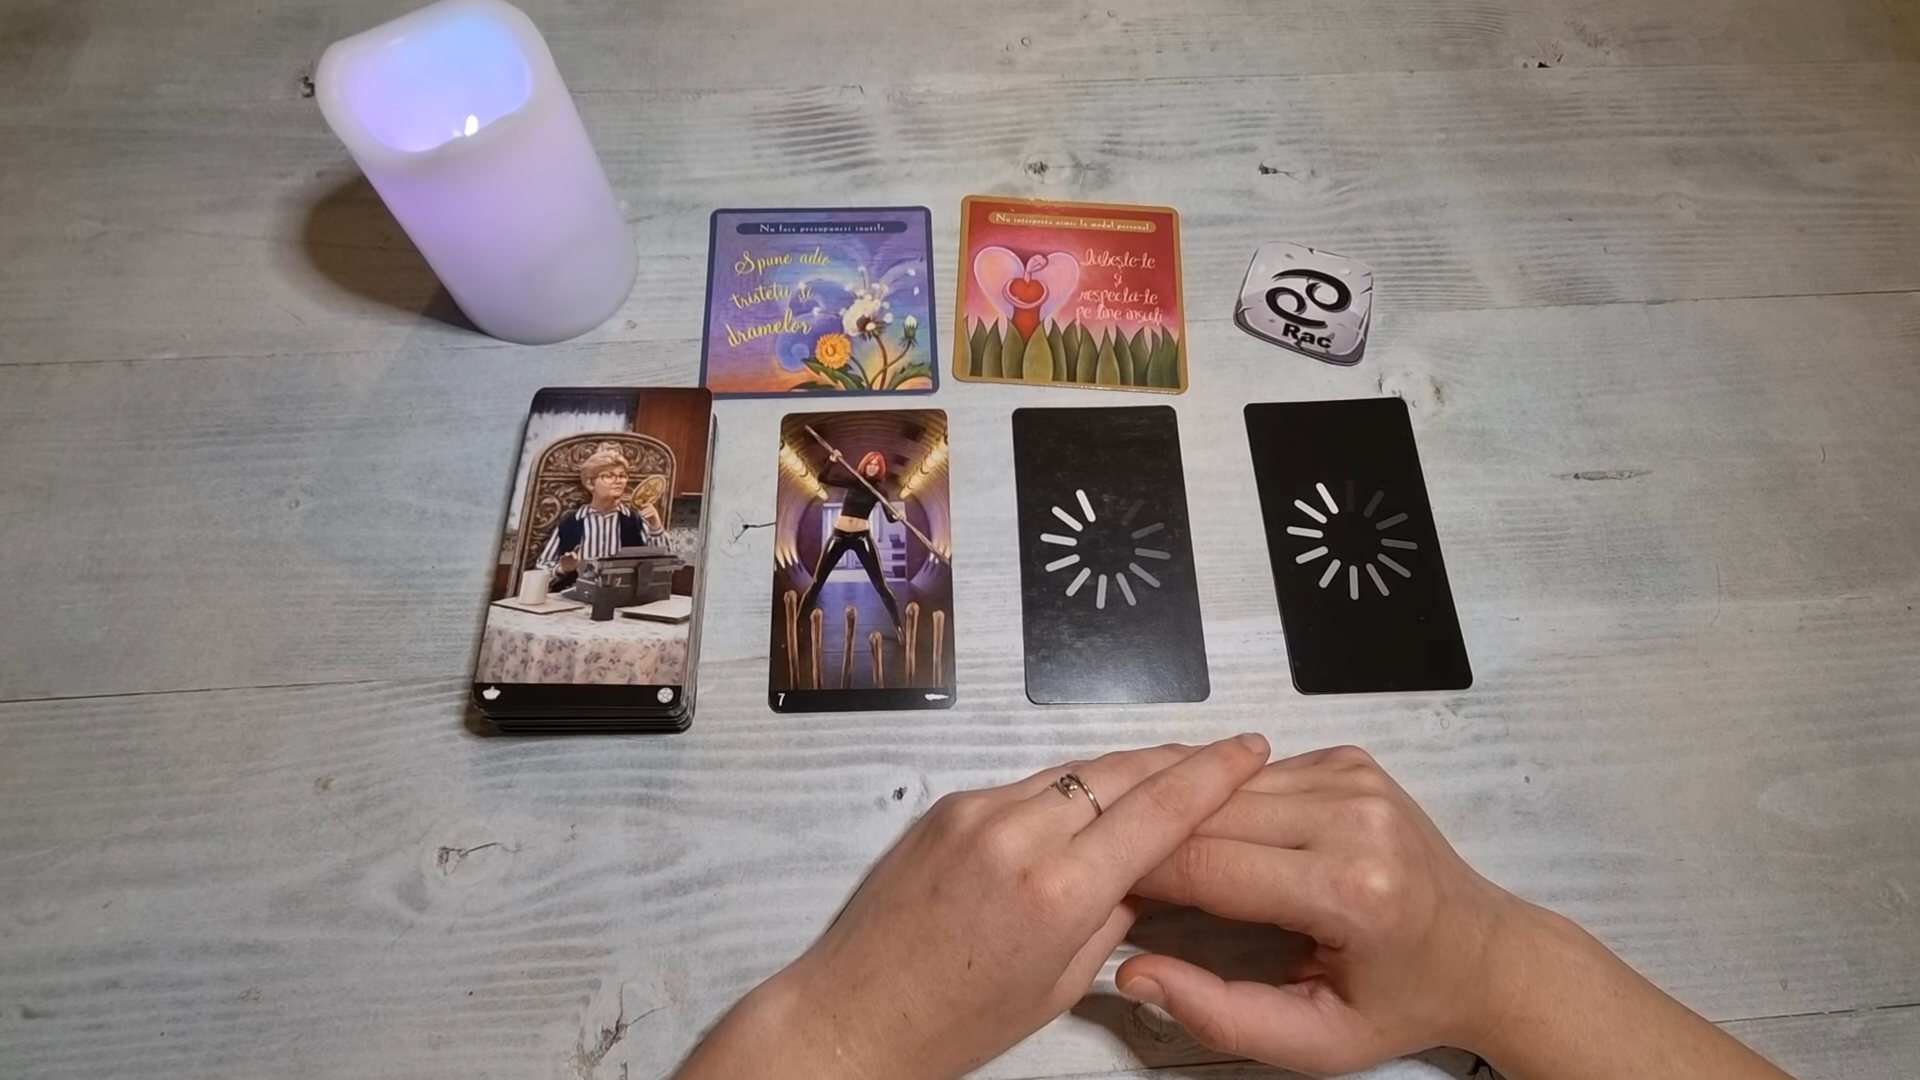 Nu face presupuneri inutile
Spune adio
tristeții și
dramelor
Nu interpreta nimic la modul personal
Iubește-te
și
respectă-te
pe tine însuți
Rac
7